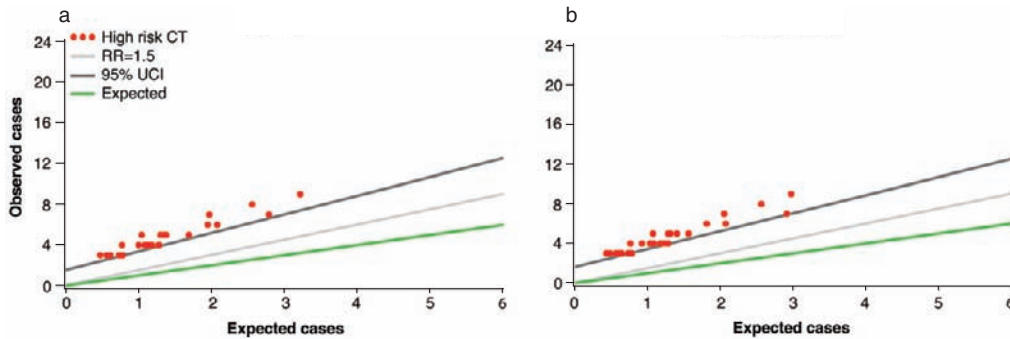 a
High risk CT
RR=1.5
95% UCI
Expected
24
20
16
12
8
4
0
0 1 2 3 4 5 6
Observed cases
Expected cases
b
24
20
16
12
8
4
0
0 1 2 3 4 5 6
Expected cases